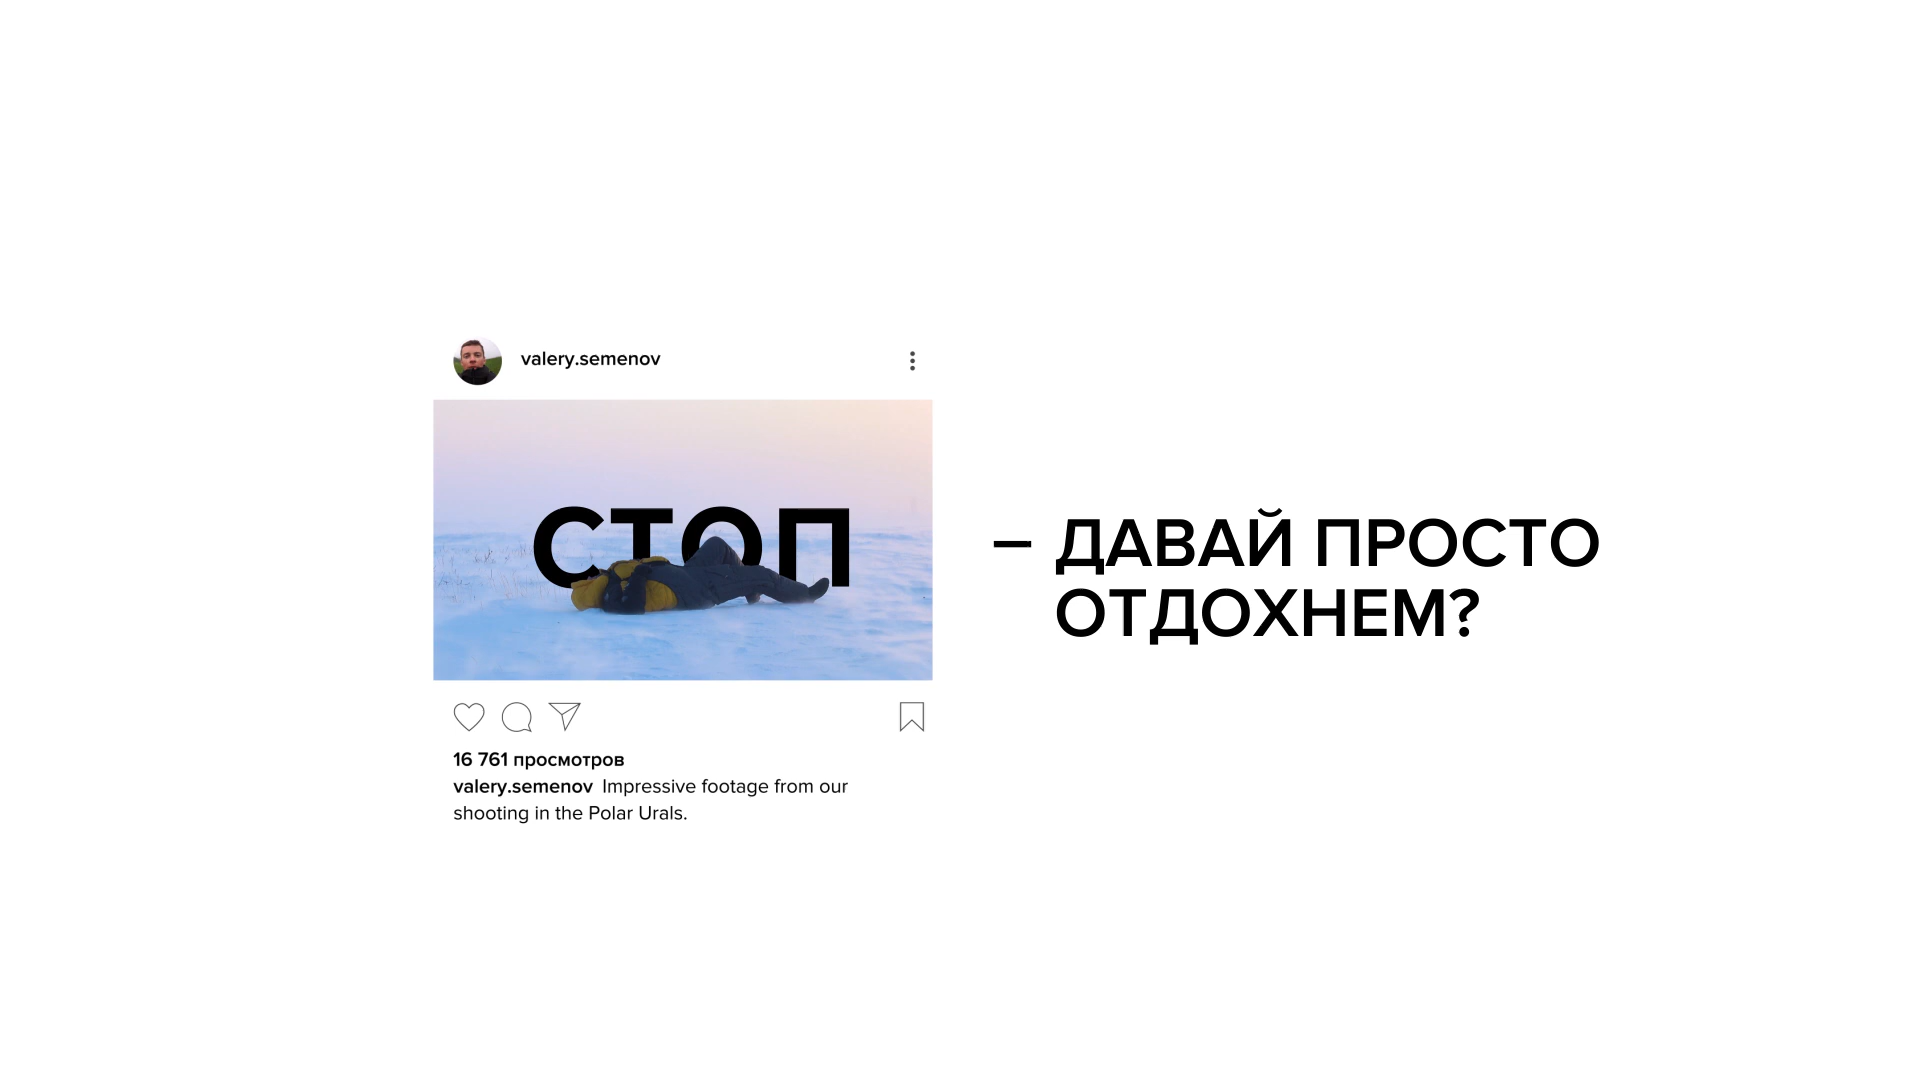 valery.semenov
СТОП
– ДАВАЙ ПРОСТО
ОТДОХНЕМ?
16 761 просмотров
valery.semenov Impressive footage from our
shooting in the Polar Urals.